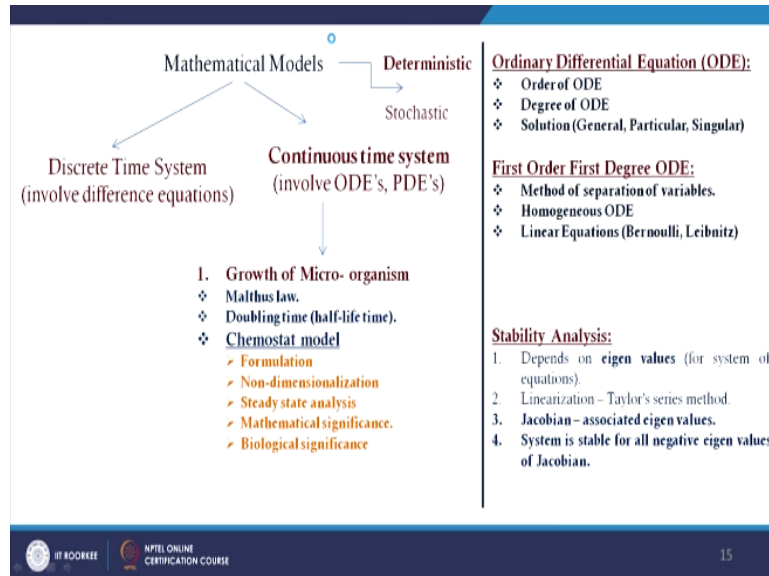 Mathematical Models
Deterministic
Stochastic
Discrete Time System
(involve difference equations)
Continuous time system
(involve ODE's, PDE's)
1. Growth of Micro- organism
❖ Malthus law.
❖ Doubling time (half-life time).
❖ Chemostat model
➢ Formulation
➢ Non-dimensionalization
➢ Steady state analysis
➢ Mathematical significance.
➢ Biological significance
Ordinary Differential Equation (ODE):
❖ Order of ODE
❖ Degree of ODE
❖ Solution (General, Particular, Singular)
First Order First Degree ODE:
❖ Method of separation of variables.
❖ Homogeneous ODE
❖ Linear Equations (Bernoulli, Leibnitz)
Stability Analysis:
1. Depends on eigen values (for system of
equations).
2. Linearization – Taylor's series method.
3. Jacobian – associated eigen values.
4. System is stable for all negative eigen values
of Jacobian.
IIT ROORKEE
NPTEL ONLINE
CERTIFICATION COURSE
15